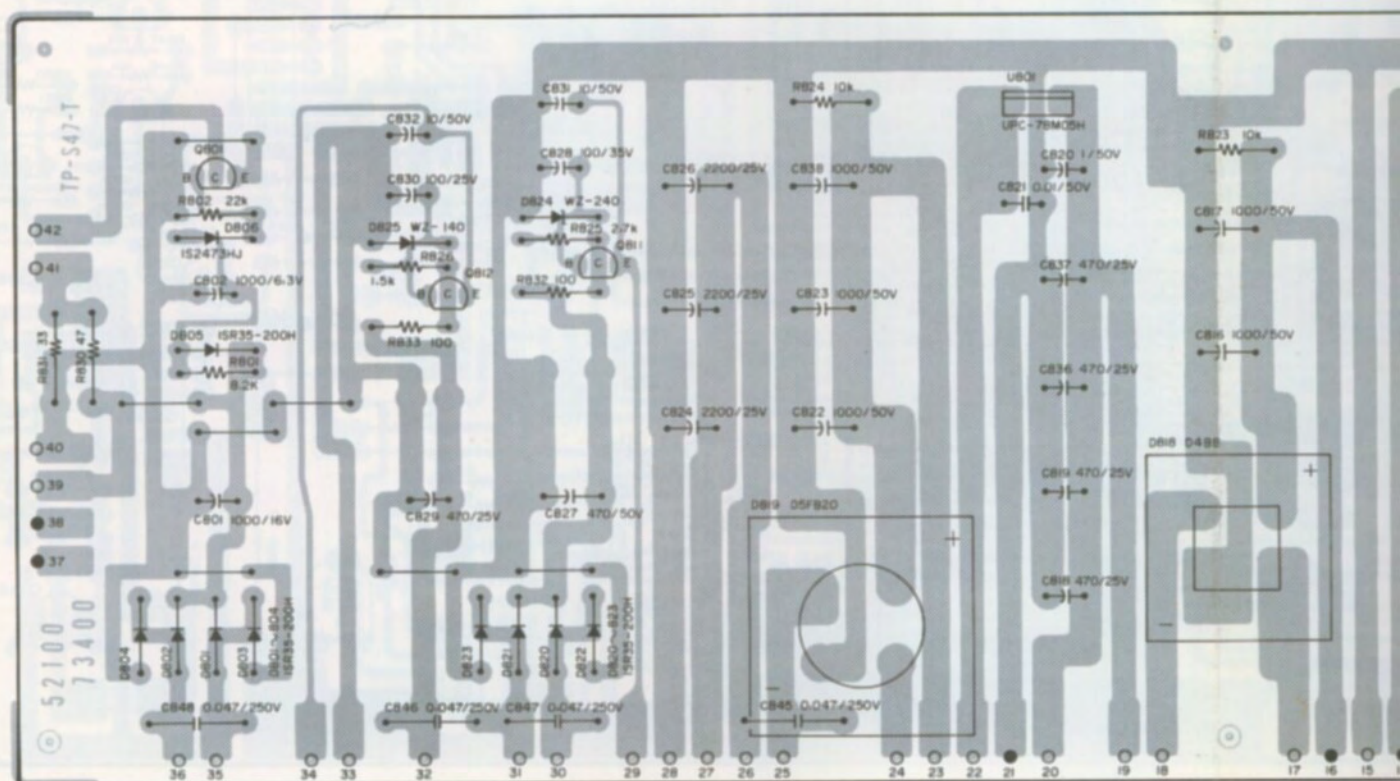 TP-S47-T
52100
73400
Q801
B C E
R802 22k
D806
1S2473HJ
C802 1000/6.3V
D805 1SR35-200H
R801
8.2K
R831 33
R830 47
42
41
40
39
38
37
C801 1000/16V
D804
D802
D801
D803
D801~804
1SR35-200H
C848 0.047/250V
C832 10/50V
C830 100/25V
D825 WZ-140
R826
1.5k
Q812
B C E
R833 100
C829 470/25V
C846 0.047/250V
C831 10/50V
C828 100/35V
D824 WZ-240
R825 2.7k
Q811
B C E
R832 100
C827 470/50V
D823
D821
D820
D822
D820~823
1SR35-200H
C847 0.047/250V
C826 2200/25V
C825 2200/25V
C824 2200/25V
R824 10k
C838 1000/50V
C823 1000/50V
C822 1000/50V
D819 D5FB20
+
-
C845 0.047/250V
U801
UPC-78M05H
C820 1/50V
C821 0.01/50V
C837 470/25V
C836 470/25V
C819 470/25V
C818 470/25V
R823 10k
C817 1000/50V
C816 1000/50V
D818 D4BB
+
-
36 35 34 33 32 31 30 29 28 27 26 25 24 23 22 21 20 19 18 17 16 15